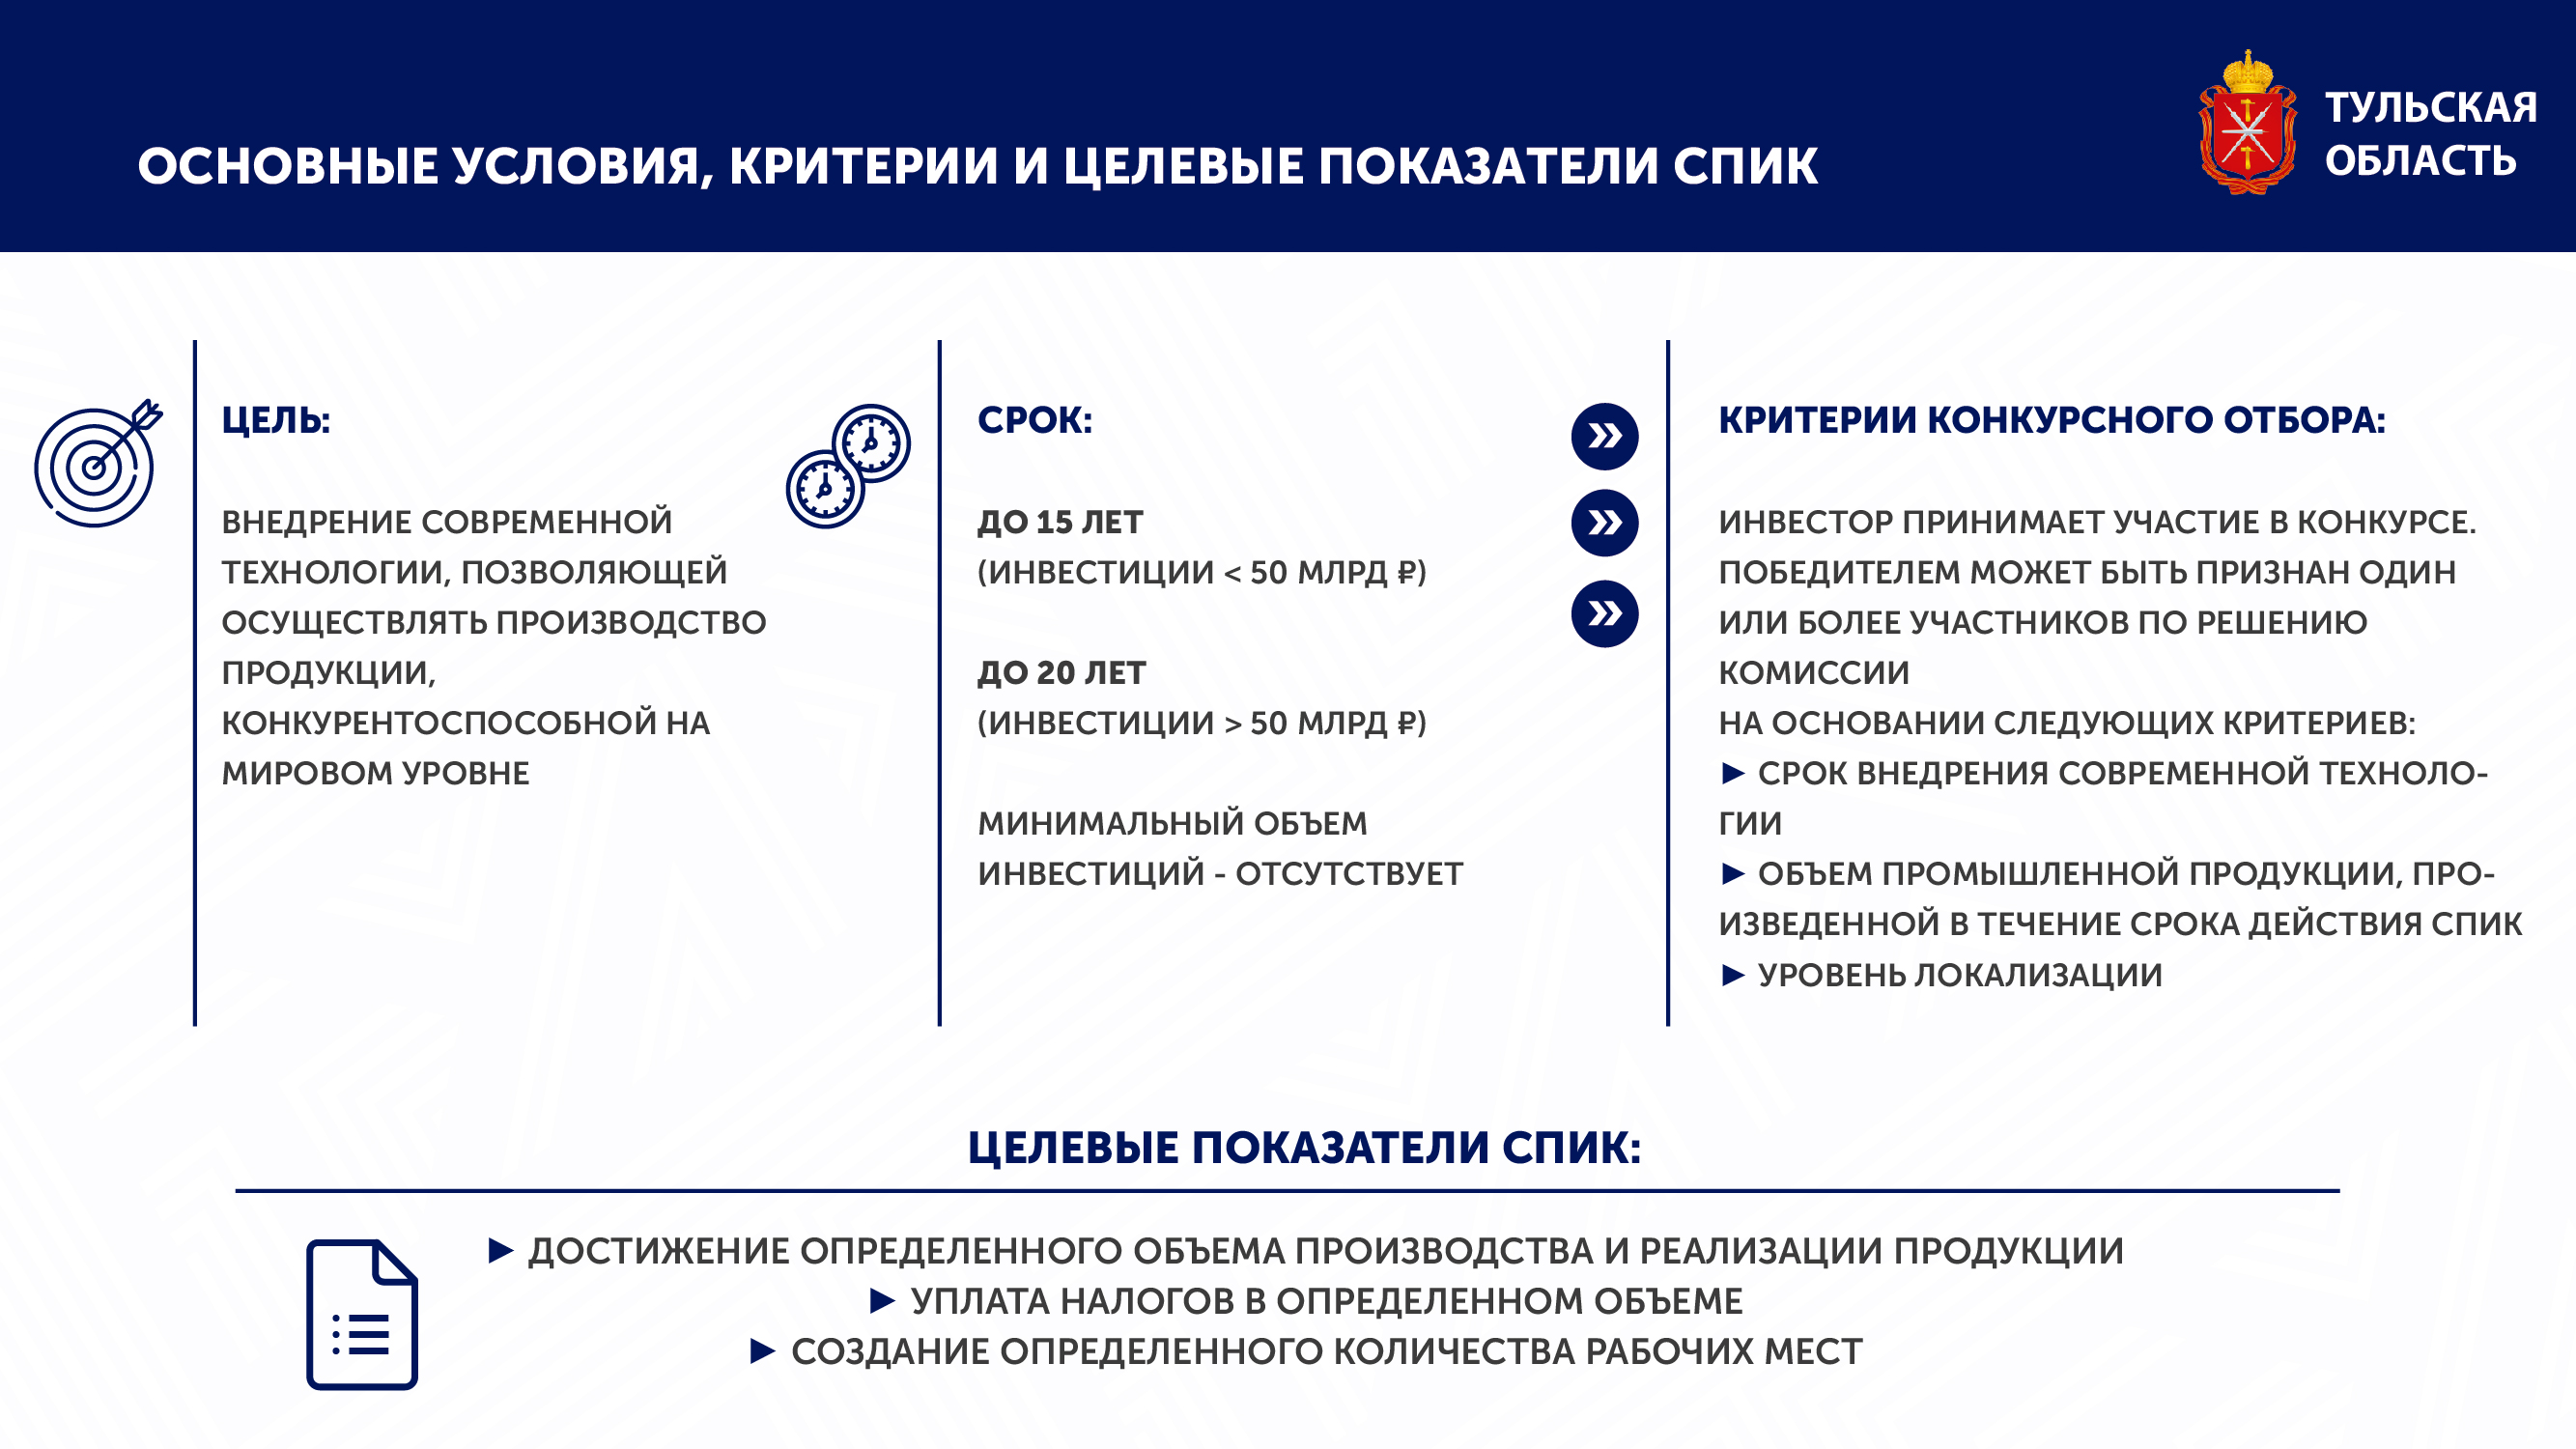 ОСНОВНЫЕ УСЛОВИЯ, КРИТЕРИИ И ЦЕЛЕВЫЕ ПОКАЗАТЕЛИ СПИК
ТУЛЬСКАЯ
ОБЛАСТЬ
ЦЕЛЬ:
ВНЕДРЕНИЕ СОВРЕМЕННОЙ
ТЕХНОЛОГИИ, ПОЗВОЛЯЮЩЕЙ
ОСУЩЕСТВЛЯТЬ ПРОИЗВОДСТВО
ПРОДУКЦИИ,
КОНКУРЕНТОСПОСОБНОЙ НА
МИРОВОМ УРОВНЕ
СРОК:
ДО 15 ЛЕТ
(ИНВЕСТИЦИИ < 50 МЛРД ₽)
ДО 20 ЛЕТ
(ИНВЕСТИЦИИ > 50 МЛРД ₽)
МИНИМАЛЬНЫЙ ОБЪЕМ
ИНВЕСТИЦИЙ - ОТСУТСТВУЕТ
КРИТЕРИИ КОНКУРСНОГО ОТБОРА:
ИНВЕСТОР ПРИНИМАЕТ УЧАСТИЕ В КОНКУРСЕ.
ПОБЕДИТЕЛЕМ МОЖЕТ БЫТЬ ПРИЗНАН ОДИН
ИЛИ БОЛЕЕ УЧАСТНИКОВ ПО РЕШЕНИЮ
КОМИССИИ
НА ОСНОВАНИИ СЛЕДУЮЩИХ КРИТЕРИЕВ:
► СРОК ВНЕДРЕНИЯ СОВРЕМЕННОЙ ТЕХНОЛО-
ГИИ
► ОБЪЕМ ПРОМЫШЛЕННОЙ ПРОДУКЦИИ, ПРО-
ИЗВЕДЕННОЙ В ТЕЧЕНИЕ СРОКА ДЕЙСТВИЯ СПИК
► УРОВЕНЬ ЛОКАЛИЗАЦИИ
ЦЕЛЕВЫЕ ПОКАЗАТЕЛИ СПИК:
► ДОСТИЖЕНИЕ ОПРЕДЕЛЕННОГО ОБЪЕМА ПРОИЗВОДСТВА И РЕАЛИЗАЦИИ ПРОДУКЦИИ
► УПЛАТА НАЛОГОВ В ОПРЕДЕЛЕННОМ ОБЪЕМЕ
► СОЗДАНИЕ ОПРЕДЕЛЕННОГО КОЛИЧЕСТВА РАБОЧИХ МЕСТ